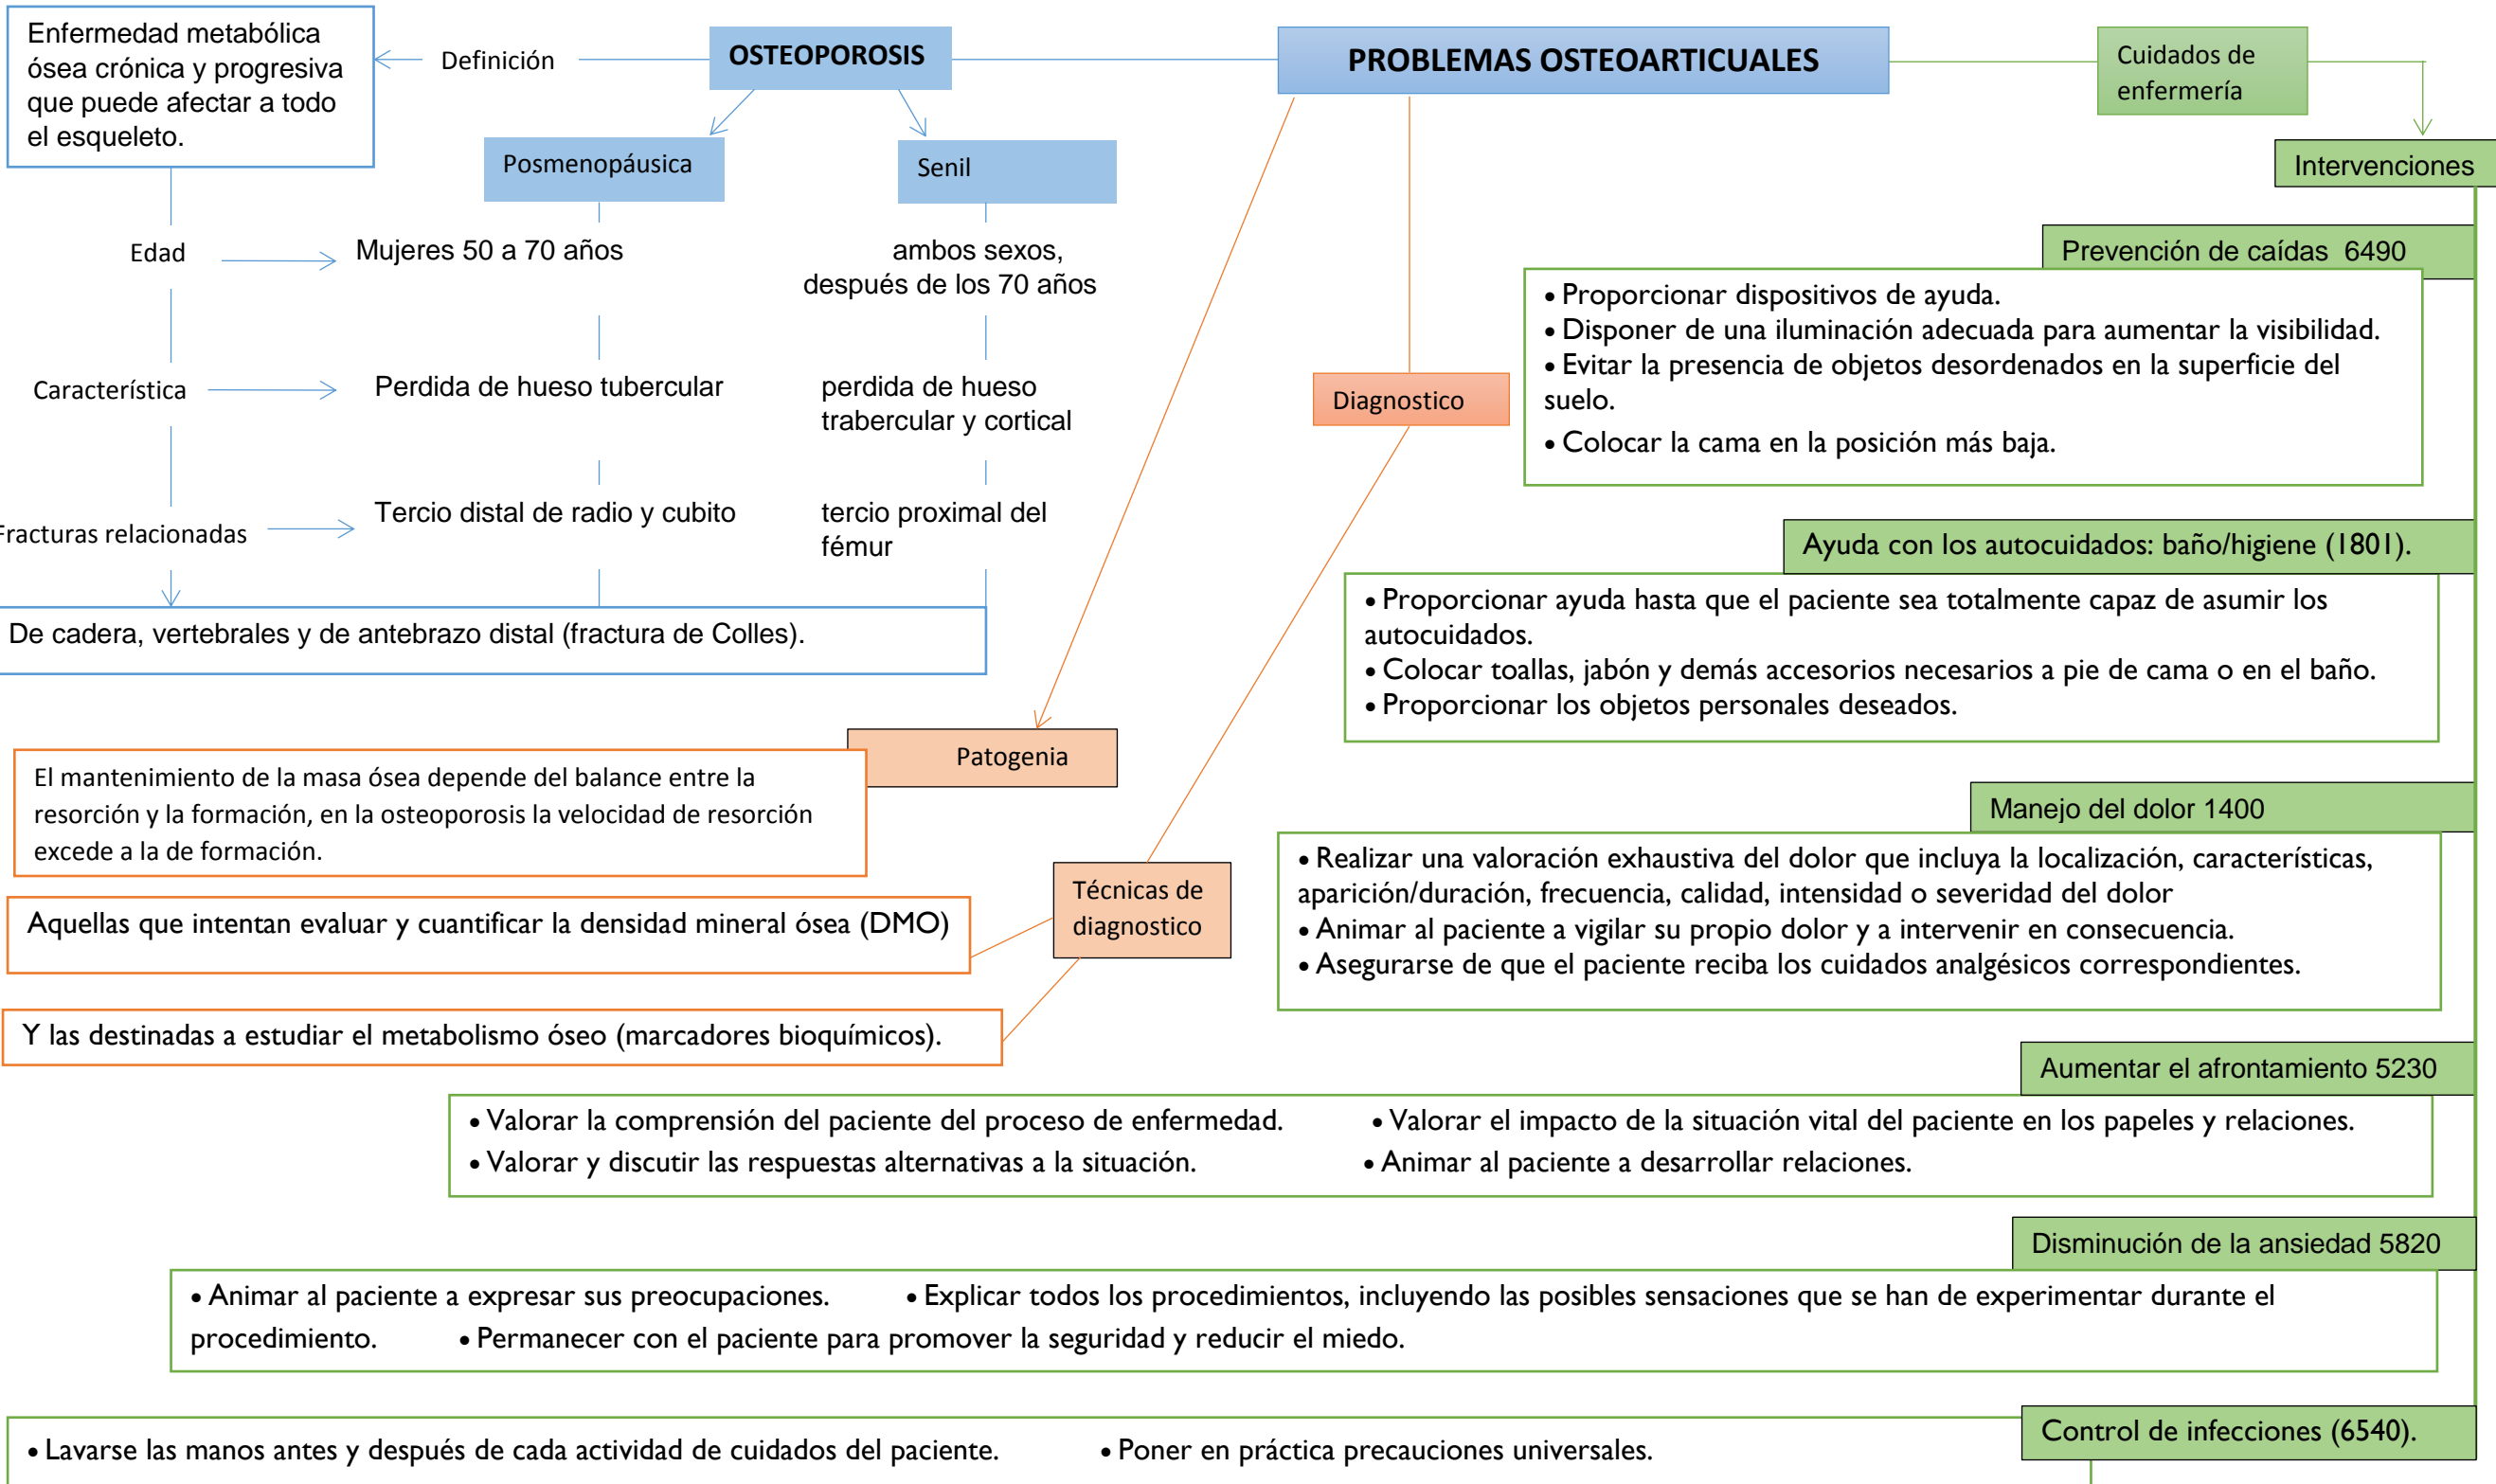 PROBLEMAS OSTEOARTICUALES
OSTEOPOROSIS
Definición
Enfermedad metabólica
ósea crónica y progresiva
que puede afectar a todo
el esqueleto.
Posmenopáusica
Senil
Edad
Mujeres 50 a 70 años
ambos sexos,
después de los 70 años
Característica
Perdida de hueso tubercular
perdida de hueso
trabercular y cortical
Fracturas relacionadas
Tercio distal de radio y cubito
tercio proximal del
fémur
De cadera, vertebrales y de antebrazo distal (fractura de Colles).
Patogenia
El mantenimiento de la masa ósea depende del balance entre la
resorción y la formación, en la osteoporosis la velocidad de resorción
excede a la de formación.
Diagnostico
Técnicas de
diagnostico
Aquellas que intentan evaluar y cuantificar la densidad mineral ósea (DMO)
Y las destinadas a estudiar el metabolismo óseo (marcadores bioquímicos).
Cuidados de
enfermería
Intervenciones
Prevención de caídas 6490
• Proporcionar dispositivos de ayuda.
• Disponer de una iluminación adecuada para aumentar la visibilidad.
• Evitar la presencia de objetos desordenados en la superficie del
suelo.
• Colocar la cama en la posición más baja.
Ayuda con los autocuidados: baño/higiene (1801).
• Proporcionar ayuda hasta que el paciente sea totalmente capaz de asumir los
autocuidados.
• Colocar toallas, jabón y demás accesorios necesarios a pie de cama o en el baño.
• Proporcionar los objetos personales deseados.
Manejo del dolor 1400
• Realizar una valoración exhaustiva del dolor que incluya la localización, características,
aparición/duración, frecuencia, calidad, intensidad o severidad del dolor
• Animar al paciente a vigilar su propio dolor y a intervenir en consecuencia.
• Asegurarse de que el paciente reciba los cuidados analgésicos correspondientes.
Aumentar el afrontamiento 5230
• Valorar la comprensión del paciente del proceso de enfermedad. • Valorar el impacto de la situación vital del paciente en los papeles y relaciones.
• Valorar y discutir las respuestas alternativas a la situación. • Animar al paciente a desarrollar relaciones.
Disminución de la ansiedad 5820
• Animar al paciente a expresar sus preocupaciones. • Explicar todos los procedimientos, incluyendo las posibles sensaciones que se han de experimentar durante el
procedimiento. • Permanecer con el paciente para promover la seguridad y reducir el miedo.
Control de infecciones (6540).
• Lavarse las manos antes y después de cada actividad de cuidados del paciente. • Poner en práctica precauciones universales.